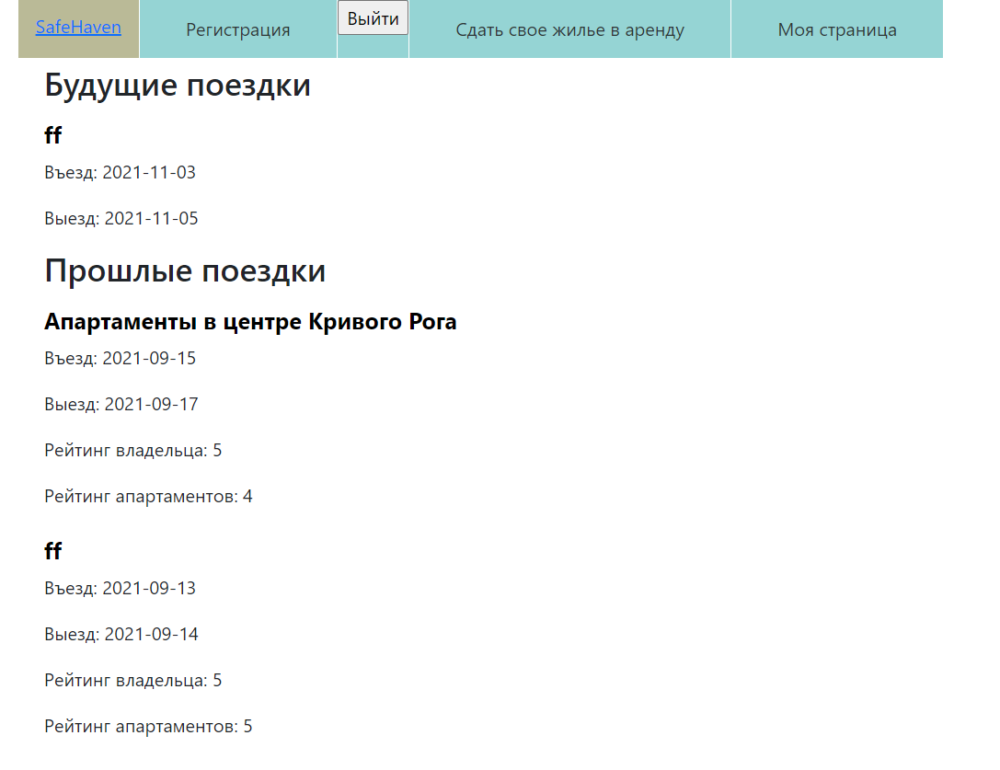 SafeHaven
Регистрация
Выйти
Сдать свое жилье в аренду
Моя страница
Будущие поездки
ff
Въезд: 2021-11-03
Выезд: 2021-11-05
Прошлые поездки
Апартаменты в центре Кривого Рога
Въезд: 2021-09-15
Выезд: 2021-09-17
Рейтинг владельца: 5
Рейтинг апартаментов: 4
ff
Въезд: 2021-09-13
Выезд: 2021-09-14
Рейтинг владельца: 5
Рейтинг апартаментов: 5